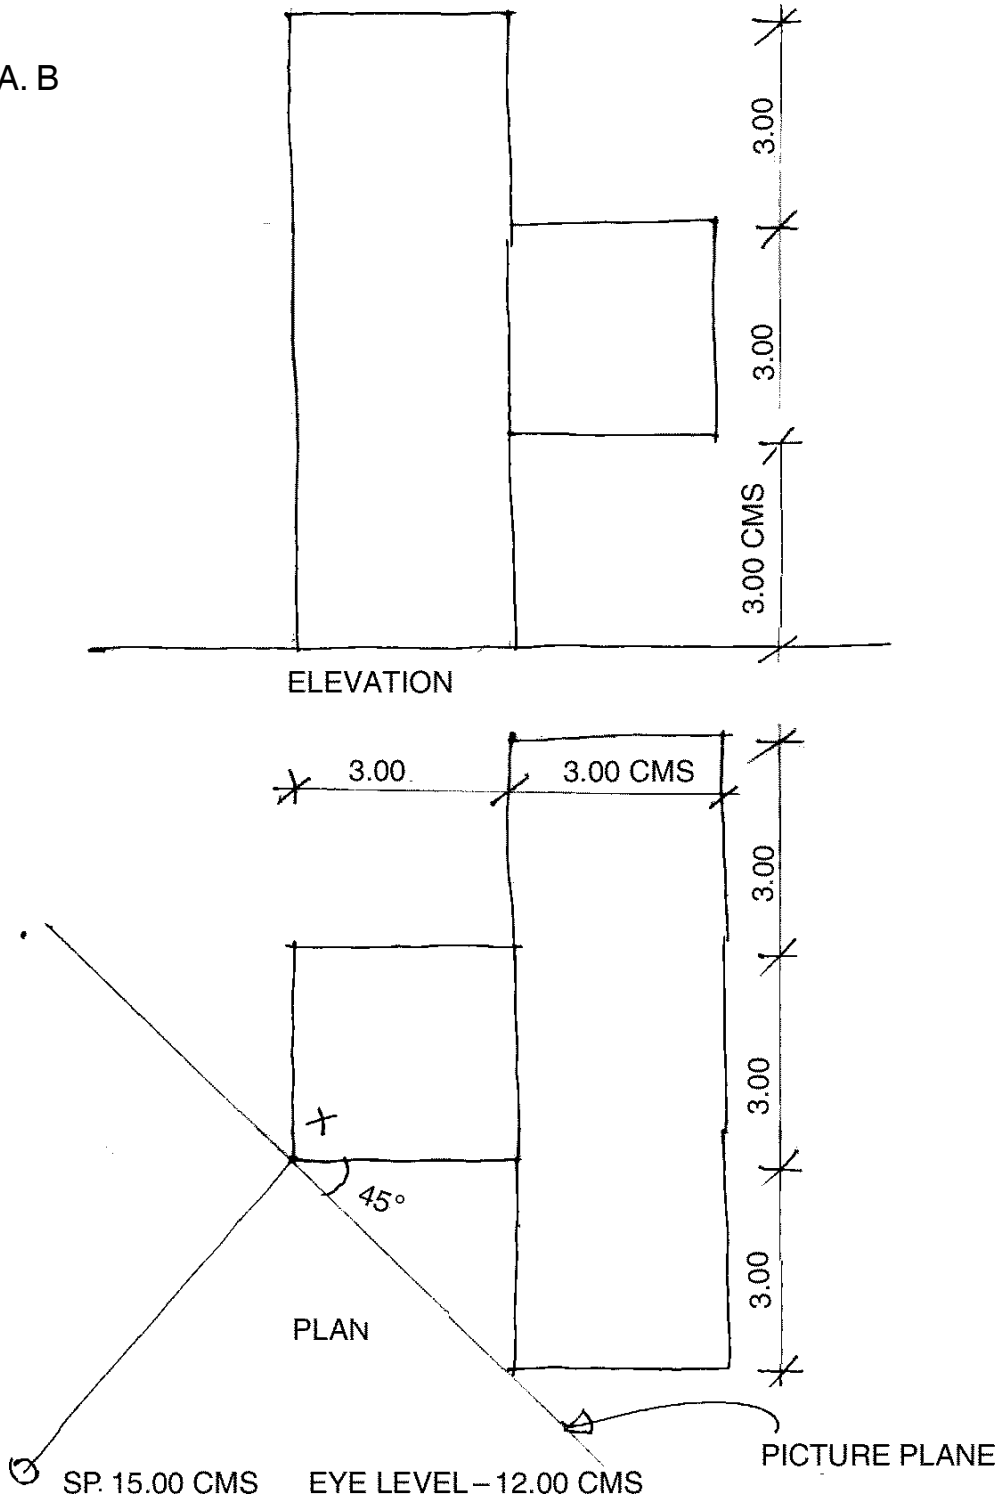 A. B
3.00
3.00
3.00 CMS
ELEVATION
3.00
3.00 CMS
3.00
3.00
45°
3.00
PLAN
PICTURE PLANE
SP. 15.00 CMS
EYE LEVEL – 12.00 CMS